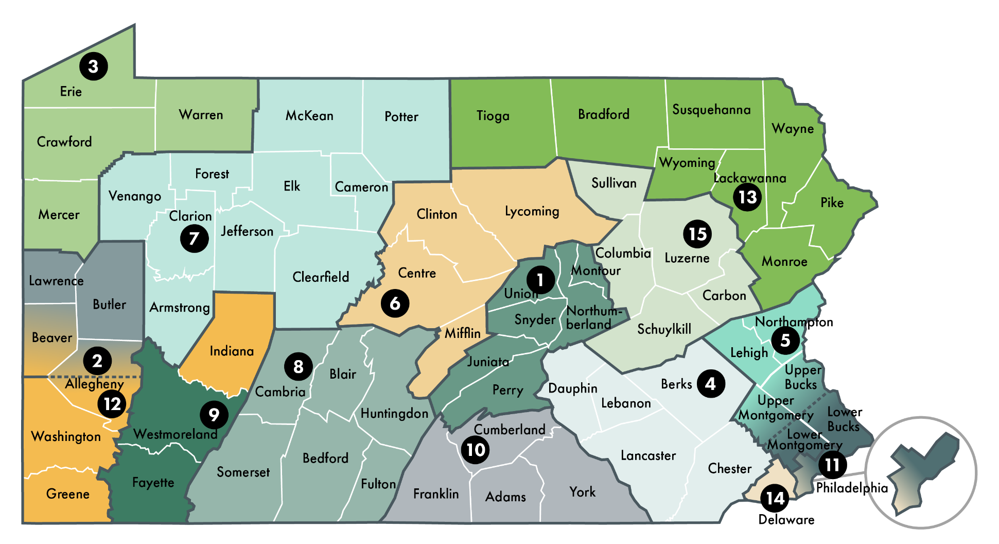 3
Erie
Warren
McKean
Potter
Tioga
Bradford
Susquehanna
Wayne
Crawford
Forest
Elk
Cameron
Wyoming
Lackawanna
13
Sullivan
Pike
Venango
Mercer
Clarion
7
Jefferson
Clinton
Lycoming
15
Luzerne
Columbia
Monroe
Lawrence
Butler
Armstrong
Clearfield
Centre
6
1
Union
Montour
Snyder
Northum-
berland
Carbon
Schuylkill
Northampton
5
Lehigh
Beaver
2
Indiana
Mifflin
8
Cambria
Blair
Juniata
Perry
Dauphin
Lebanon
Berks
4
Upper
Bucks
Upper
Montgomery
Lower
Bucks
Lower
Montgomery
Allegheny
12
9
Westmoreland
Huntingdon
Washington
Cumberland
10
Lancaster
Chester
11
Philadelphia
Greene
Fayette
Somerset
Bedford
Fulton
Franklin
Adams
York
14
Delaware